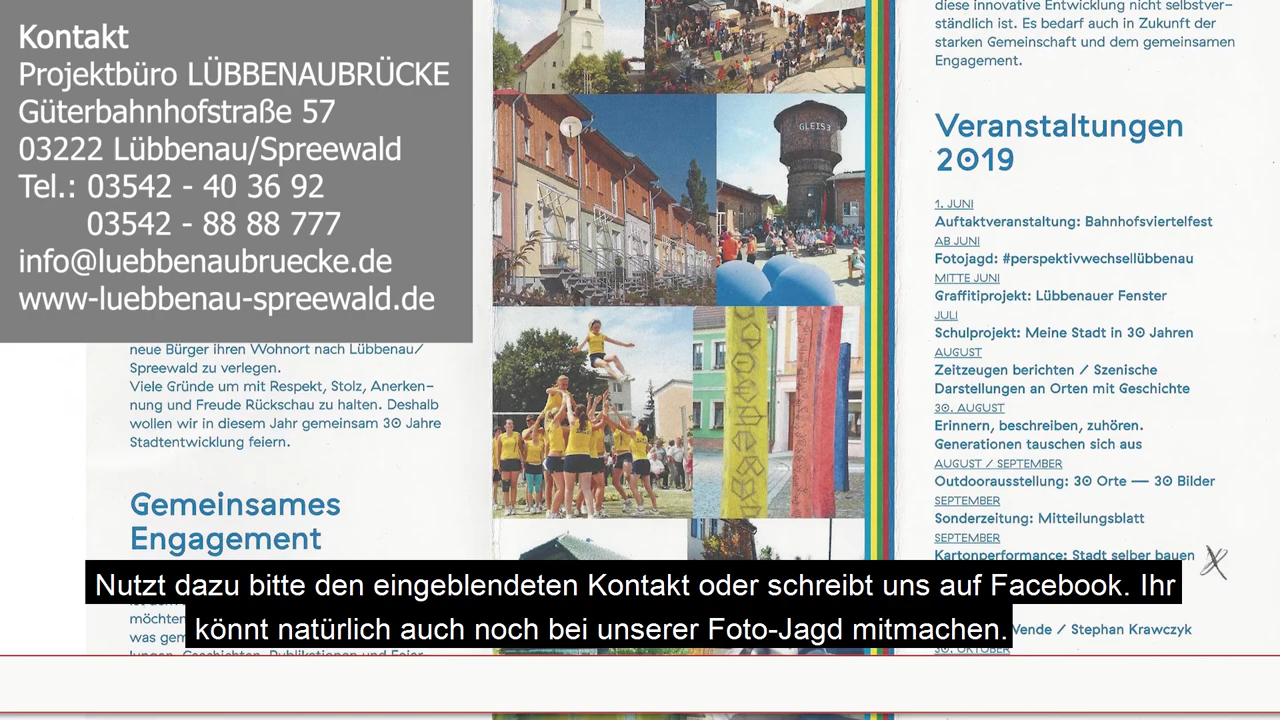 Kontakt
Projektbüro LÜBBENAUBRÜCKE
Güterbahnhofstraße 57
03222 Lübbenau/Spreewald
Tel.: 03542 - 40 36 92
03542 - 88 88 777
info@luebbenaubruecke.de
www-luebbenau-spreewald.de
neue Bürger ihren Wohnort nach Lübbenau/
Spreewald zu verlegen.
Viele Gründe um mit Respekt, Stolz, Anerken-
nung und Freude Rückschau zu halten. Deshalb
wollen wir in diesem Jahr gemeinsam 30 Jahre
Stadtentwicklung feiern.
Gemeinsames
Engagement
möchten
was gem
GLEIS3
diese innovative Entwicklung nicht selbstver-
ständlich ist. Es bedarf auch in Zukunft der
starken Gemeinschaft und dem gemeinsamen
Engagement.
Veranstaltungen
2019
1. JUNI
Auftaktveranstaltung: Bahnhofsviertelfest
AB JUNI
Fotojagd: #perspektivwechsellübbenau
MITTE JUNI
Graffitiprojekt: Lübbenauer Fenster
JULI
Schulprojekt: Meine Stadt in 30 Jahren
AUGUST
Zeitzeugen berichten / Szenische
Darstellungen an Orten mit Geschichte
30. AUGUST
Erinnern, beschreiben, zuhören.
Generationen tauschen sich aus
AUGUST / SEPTEMBER
Outdoorausstellung: 30 Orte — 30 Bilder
SEPTEMBER
Sonderzeitung: Mitteilungsblatt
SEPTEMBER
Kartonperformance: Stadt selber bauen
Wende / Stephan Krawczyk
30. OKTOBER
Nutzt dazu bitte den eingeblendeten Kontakt oder schreibt uns auf Facebook. Ihr
könnt natürlich auch noch bei unserer Foto-Jagd mitmachen.